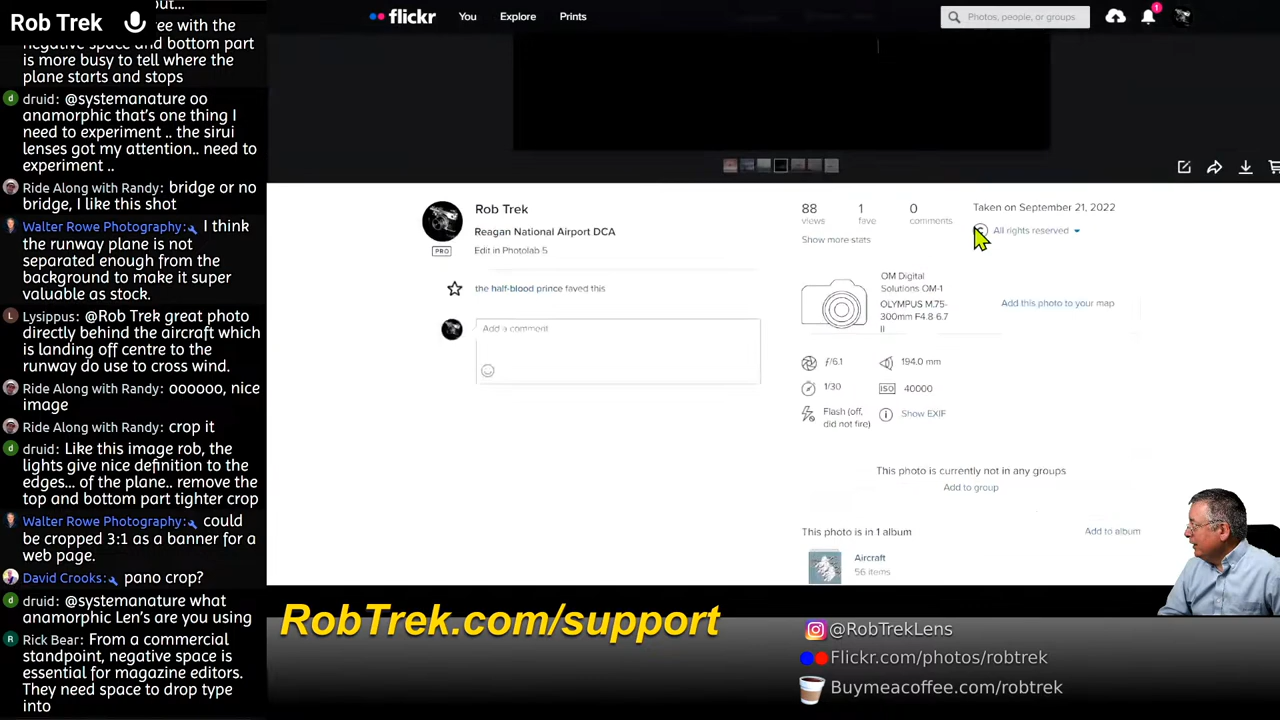 Rob Trek
ree with the
negative space and bottom part
is more busy to tell where the
plane starts and stops
druid: @systemanature oo
anamorphic that's one thing I
need to experiment .. the sirui
lenses got my attention.. need to
experiment ..
Ride Along with Randy: bridge or no
bridge, I like this shot
Walter Rowe Photography: I think
the runway plane is not
separated enough from the
background to make it super
valuable as stock.
Lysippus: @Rob Trek great photo
directly behind the aircraft which
is landing off centre to the
runway do use to cross wind.
Ride Along with Randy: oooooo, nice
image
Ride Along with Randy: crop it
druid: Like this image rob, the
lights give nice definition to the
edges... of the plane.. remove the
top and bottom part tighter crop
Walter Rowe Photography: could
be cropped 3:1 as a banner for a
web page.
David Crooks: pano crop?
druid: @systemanature what
anamorphic Len's are you using
Rick Bear: From a commercial
standpoint, negative space is
essential for magazine editors.
They need space to drop type
into
flickr You Explore Prints
Photos, people, or groups
1
Rob Trek
Reagan National Airport DCA
PRO
Edit in Photolab 5
the half-blood prince faved this
Add a comment
88 1 0
views fave comments
Show more stats
Taken on September 21, 2022
All rights reserved
OM Digital
Solutions OM-1
OLYMPUS M.75-
300mm F4.8-6.7
II
Add this photo to your map
ƒ/6.1 194.0 mm
1/30 ISO 40000
Flash (off,
did not fire)
Show EXIF
This photo is currently not in any groups
Add to group
This photo is in 1 album
Add to album
Aircraft
56 items
RobTrek.com/support
@RobTrekLens
Flickr.com/photos/robtrek
Buymeacoffee.com/robtrek